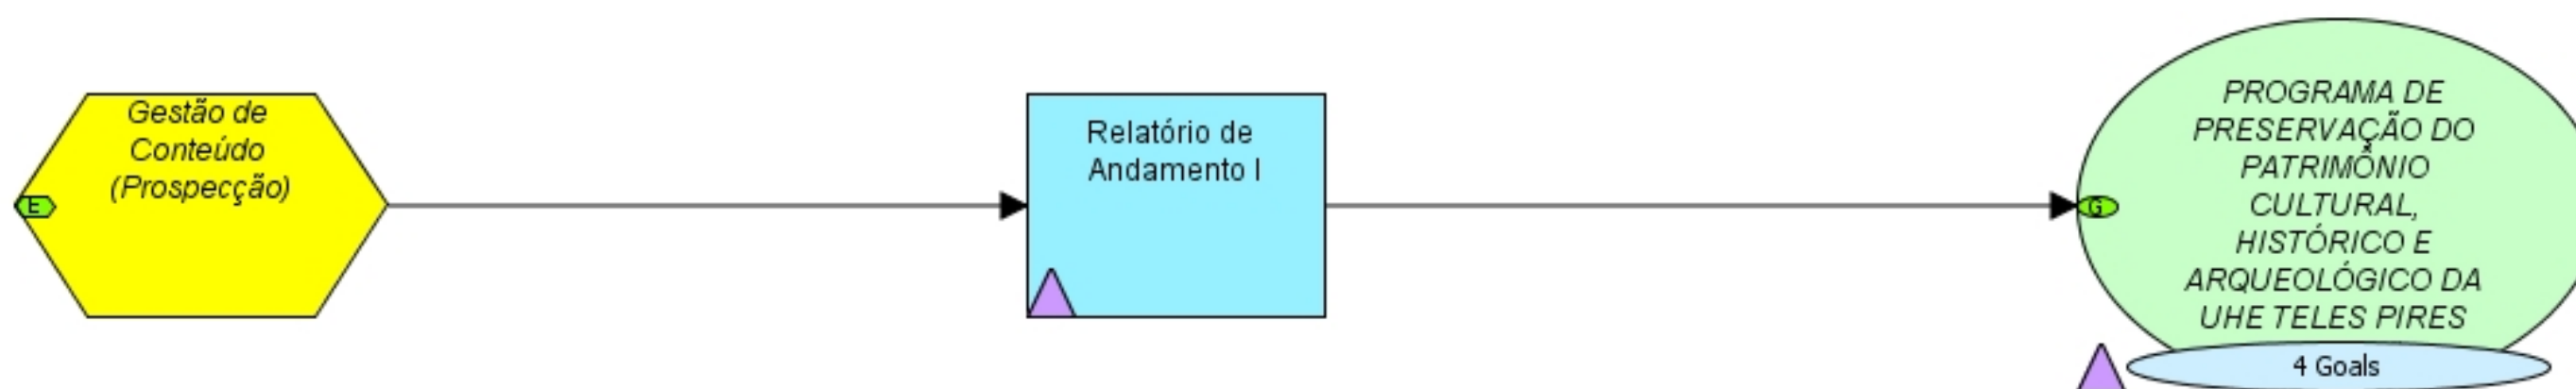 Gestão de
Conteúdo
(Prospecção)
E
Relatório de
Andamento I
G
PROGRAMA DE
PRESERVAÇÃO DO
PATRIMÔNIO
CULTURAL,
HISTÓRICO E
ARQUEOLÓGICO DA
UHE TELES PIRES
4 Goals